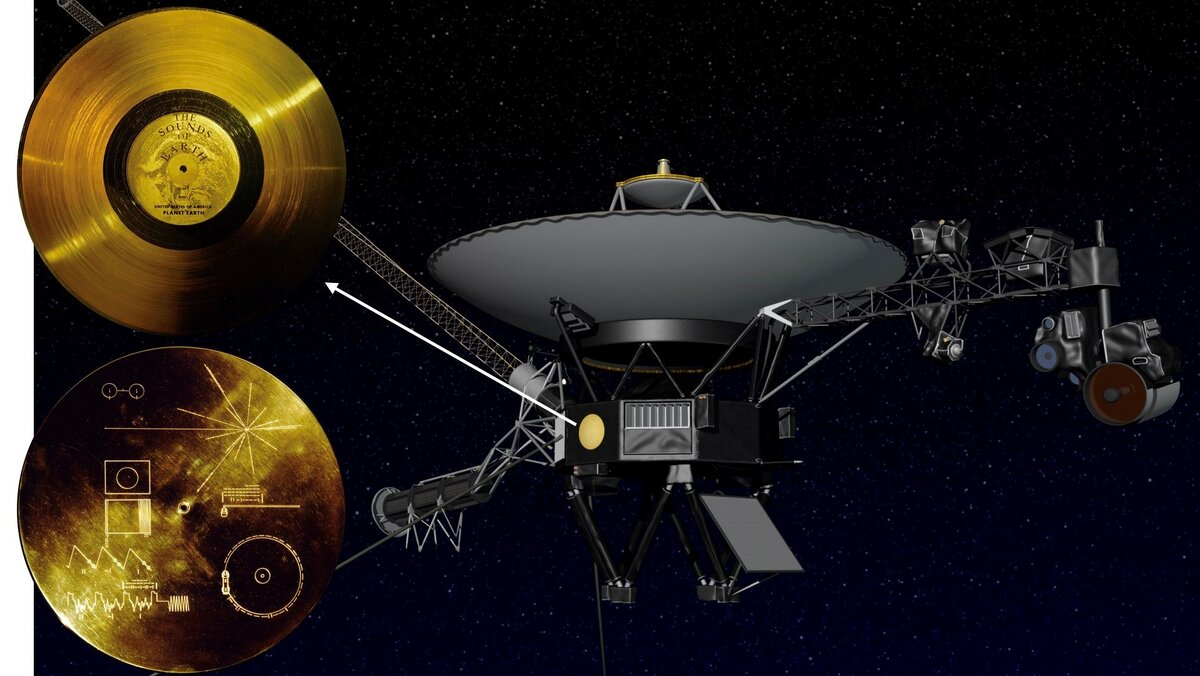 THE
SOUNDS
OF
EARTH
UNITED STATES OF AMERICA
PLANET EARTH